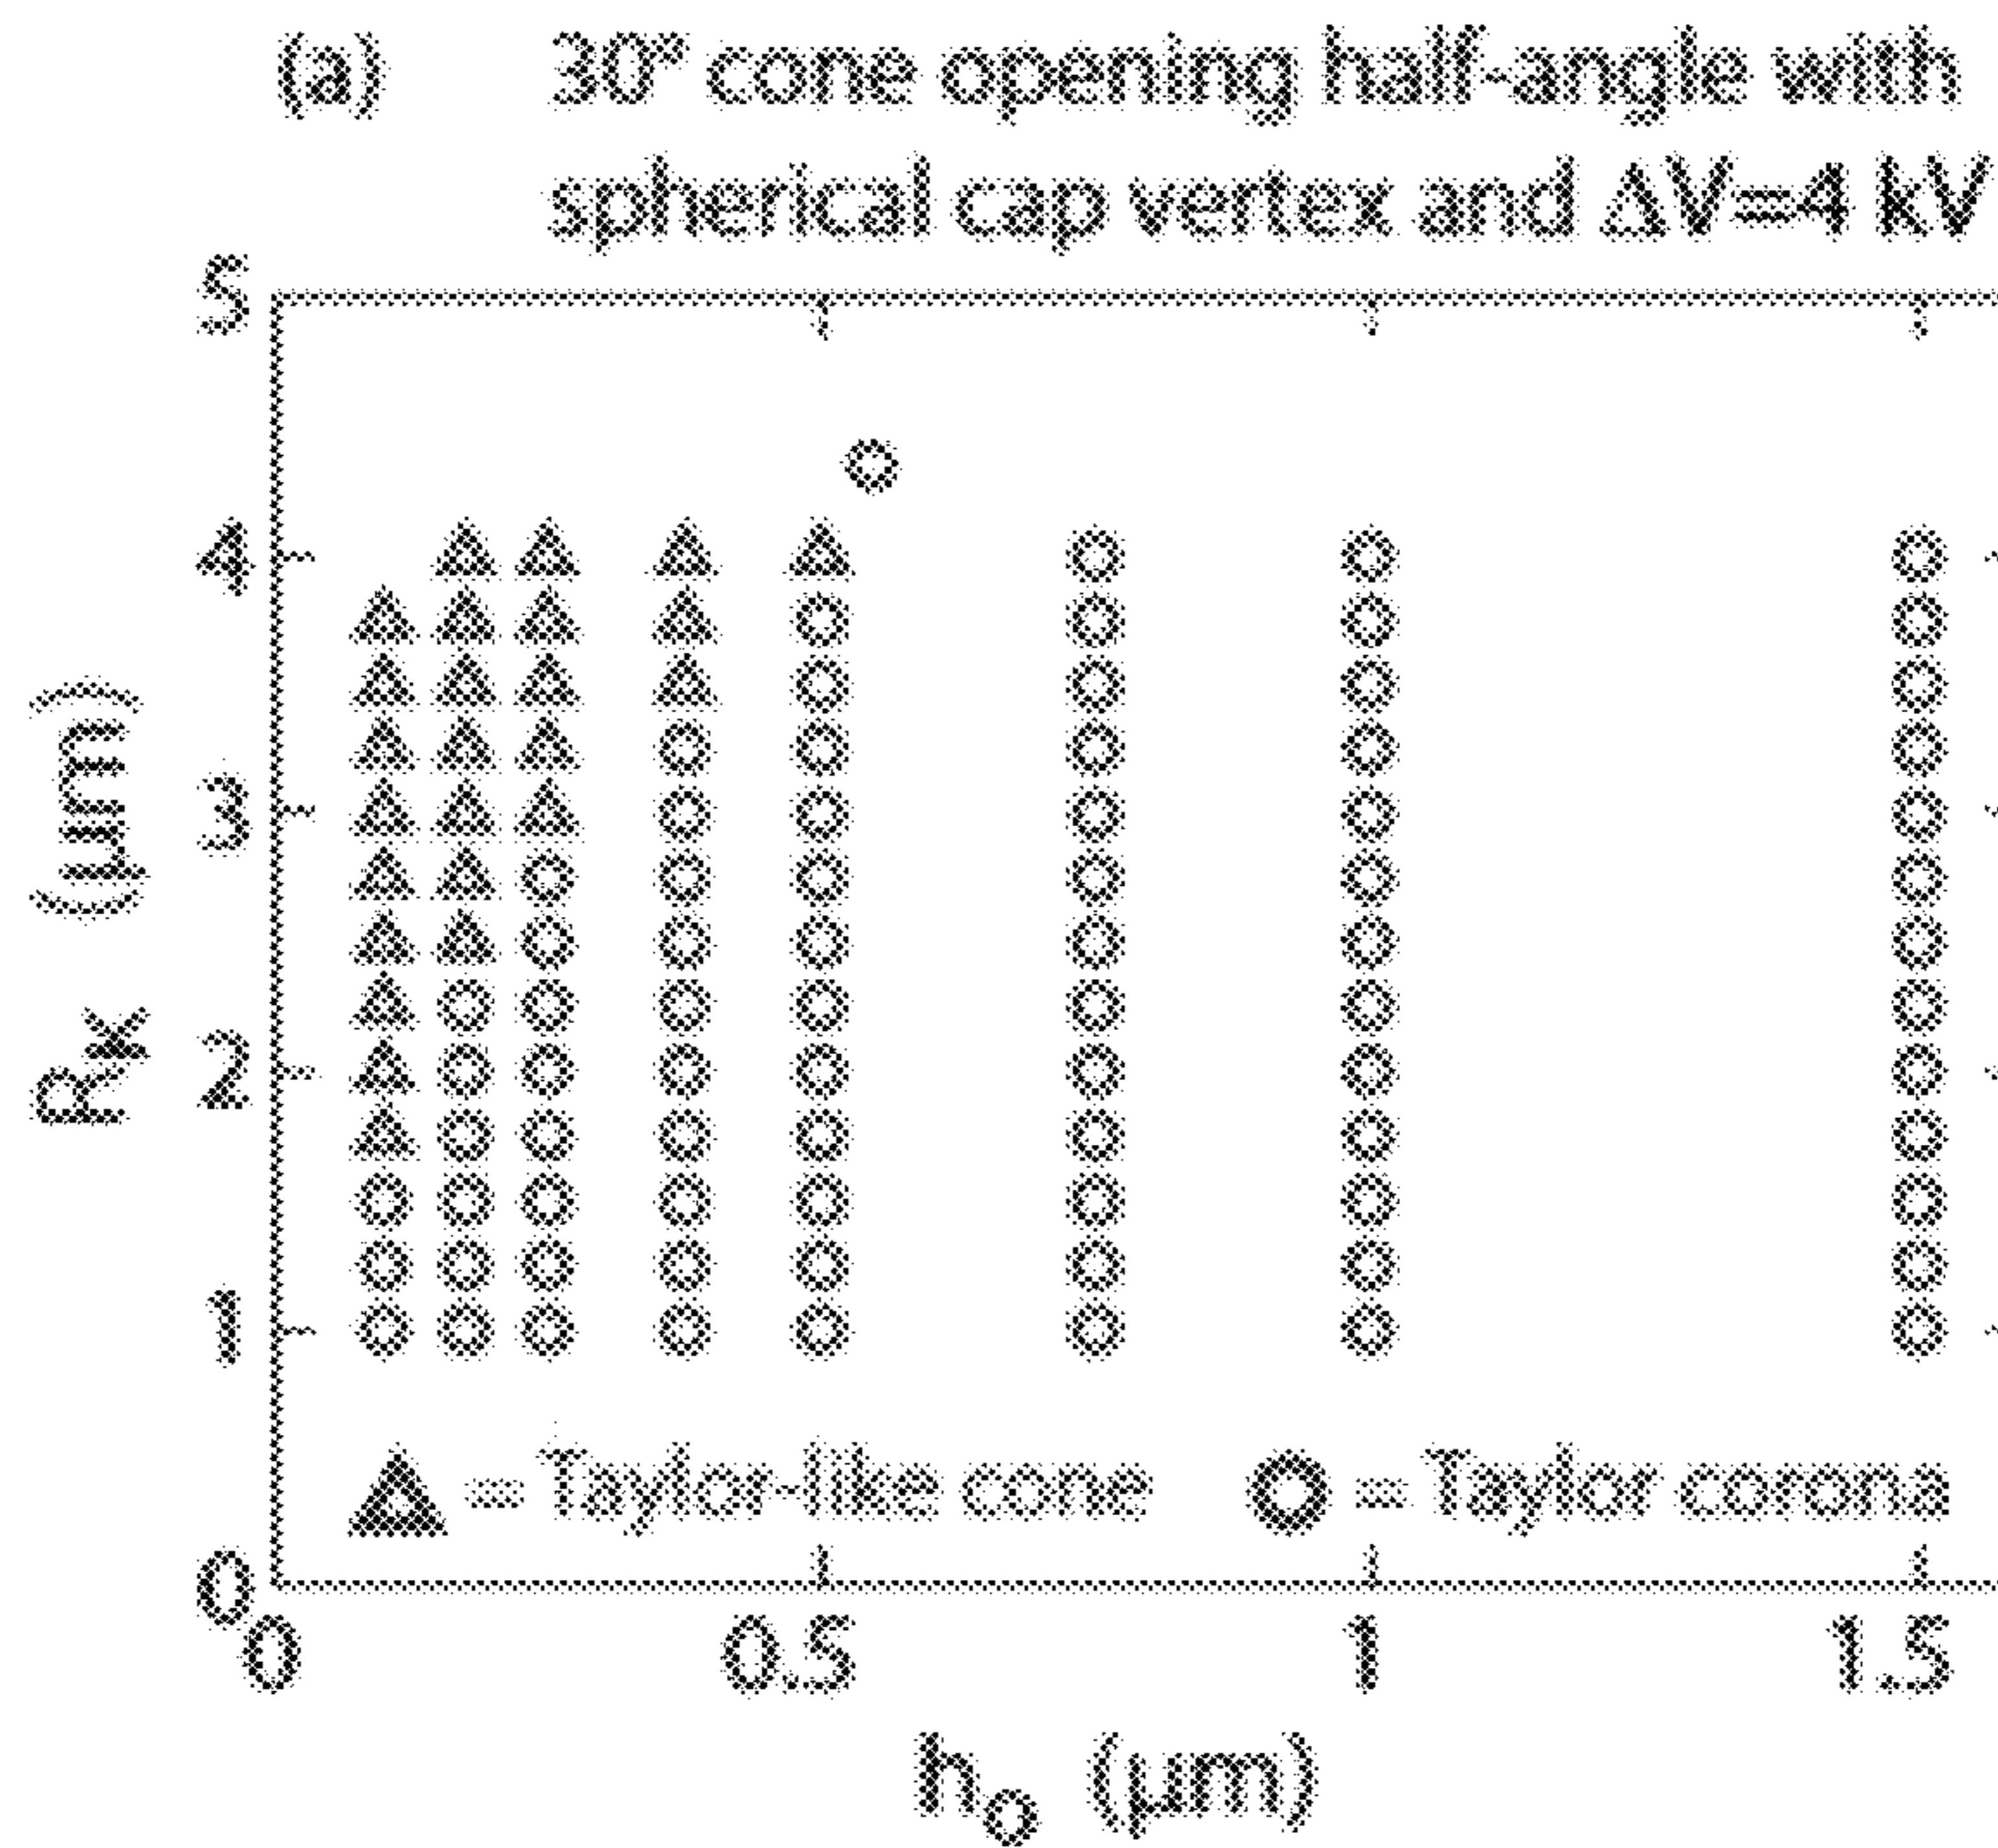 (a) 30° cone opening half-angle with
spherical cap vertex and ΔV=4 kV
5
4
3
2
1
0
R* (μm)
▲ = Taylor-like cone O = Taylor corona
0 0.5 1 1.5
h₀ (μm)